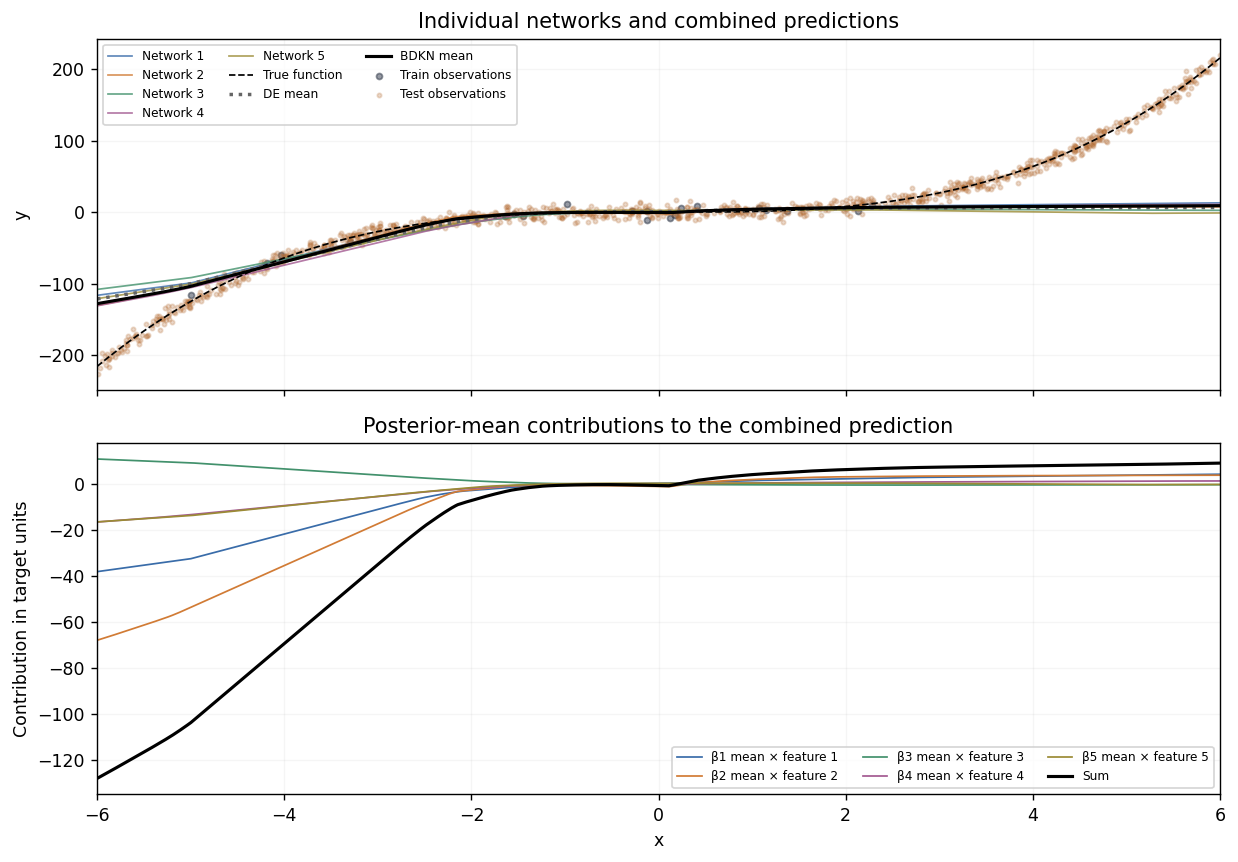 Individual networks and combined predictions
Network 1
Network 2
Network 3
Network 4
Network 5
True function
DE mean
BDKN mean
Train observations
Test observations
y
200
100
0
−100
−200
Posterior-mean contributions to the combined prediction
Contribution in target units
0
−20
−40
−60
−80
−100
−120
β1 mean × feature 1
β2 mean × feature 2
β3 mean × feature 3
β4 mean × feature 4
β5 mean × feature 5
Sum
−6 −4 −2 0 2 4 6
x